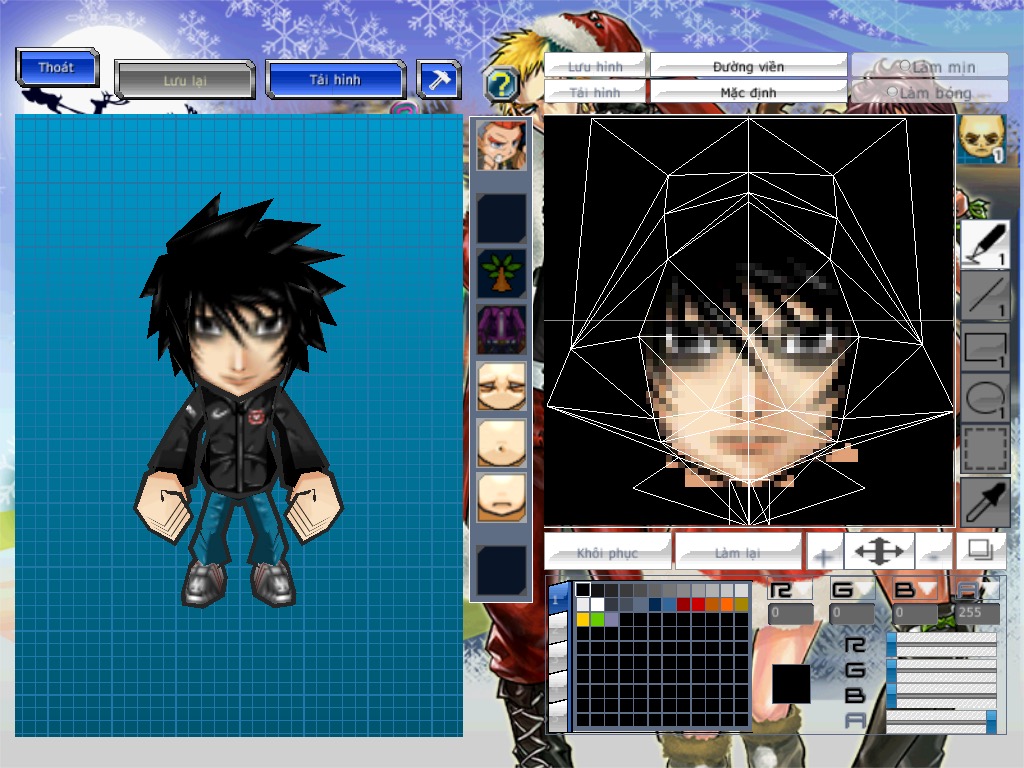 Thoát
Lưu lại
Tải hình
?
Lưu hình
Đường viền
Làm mịn
Tải hình
Mặc định
Làm bóng
1
1
1
1
1
Khôi phục
Làm lại
+
-
1
R G B A
0 0 0 255
R
G
B
A